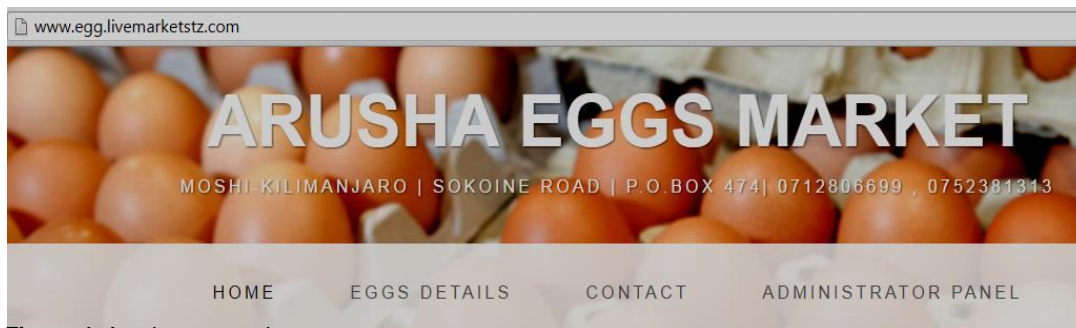 www.egg.livemarketstz.com
ARUSHA EGGS MARKET
MOSHI-KILIMANJARO | SOKOINE ROAD | P.O.BOX 474| 0712806699 , 0752381313
HOME EGGS DETAILS CONTACT ADMINISTRATOR PANEL